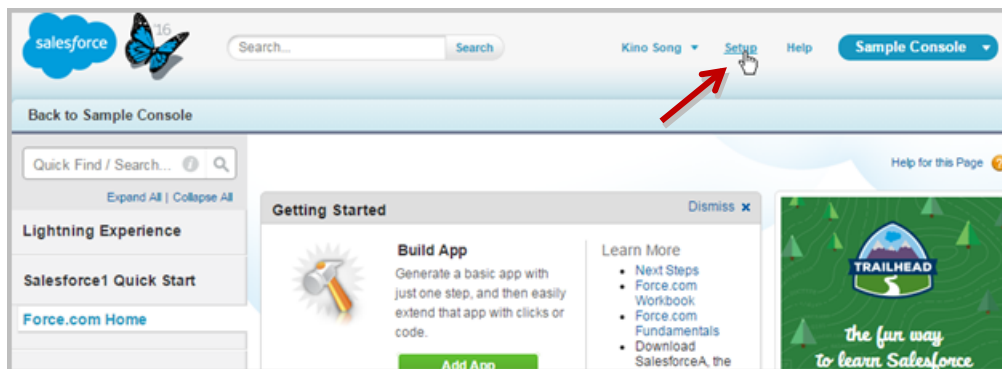 salesforce
'16
Search...
Search
Kino Song
Setup
Help
Sample Console
Back to Sample Console
Quick Find / Search...
Expand All | Collapse All
Lightning Experience
Salesforce1 Quick Start
Force.com Home
Help for this Page
Getting Started
Dismiss x
Build App
Generate a basic app with
just one step, and then easily
extend that app with clicks or
code.
Add App
Learn More
• Next Steps
• Force.com
Workbook
• Force.com
Fundamentals
• Download
SalesforceA, the
TRAILHEAD
the fun way
to learn Salesforce